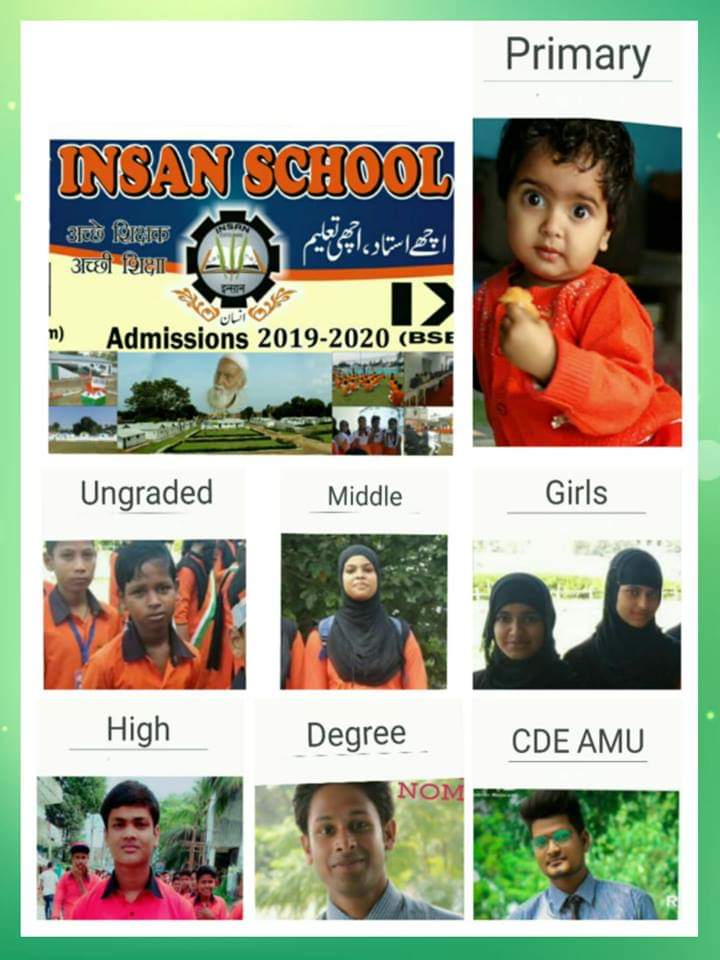 Primary
INSAN SCHOOL
अच्छे शिक्षक
अच्छी शिक्षा
اچھے استاد، اچھی تعلیم
INSAN
इन्सान
انسان
IX
m)
Admissions 2019-2020 (BSE
Ungraded
Middle
Girls
High
Degree
CDE AMU
NOM
R